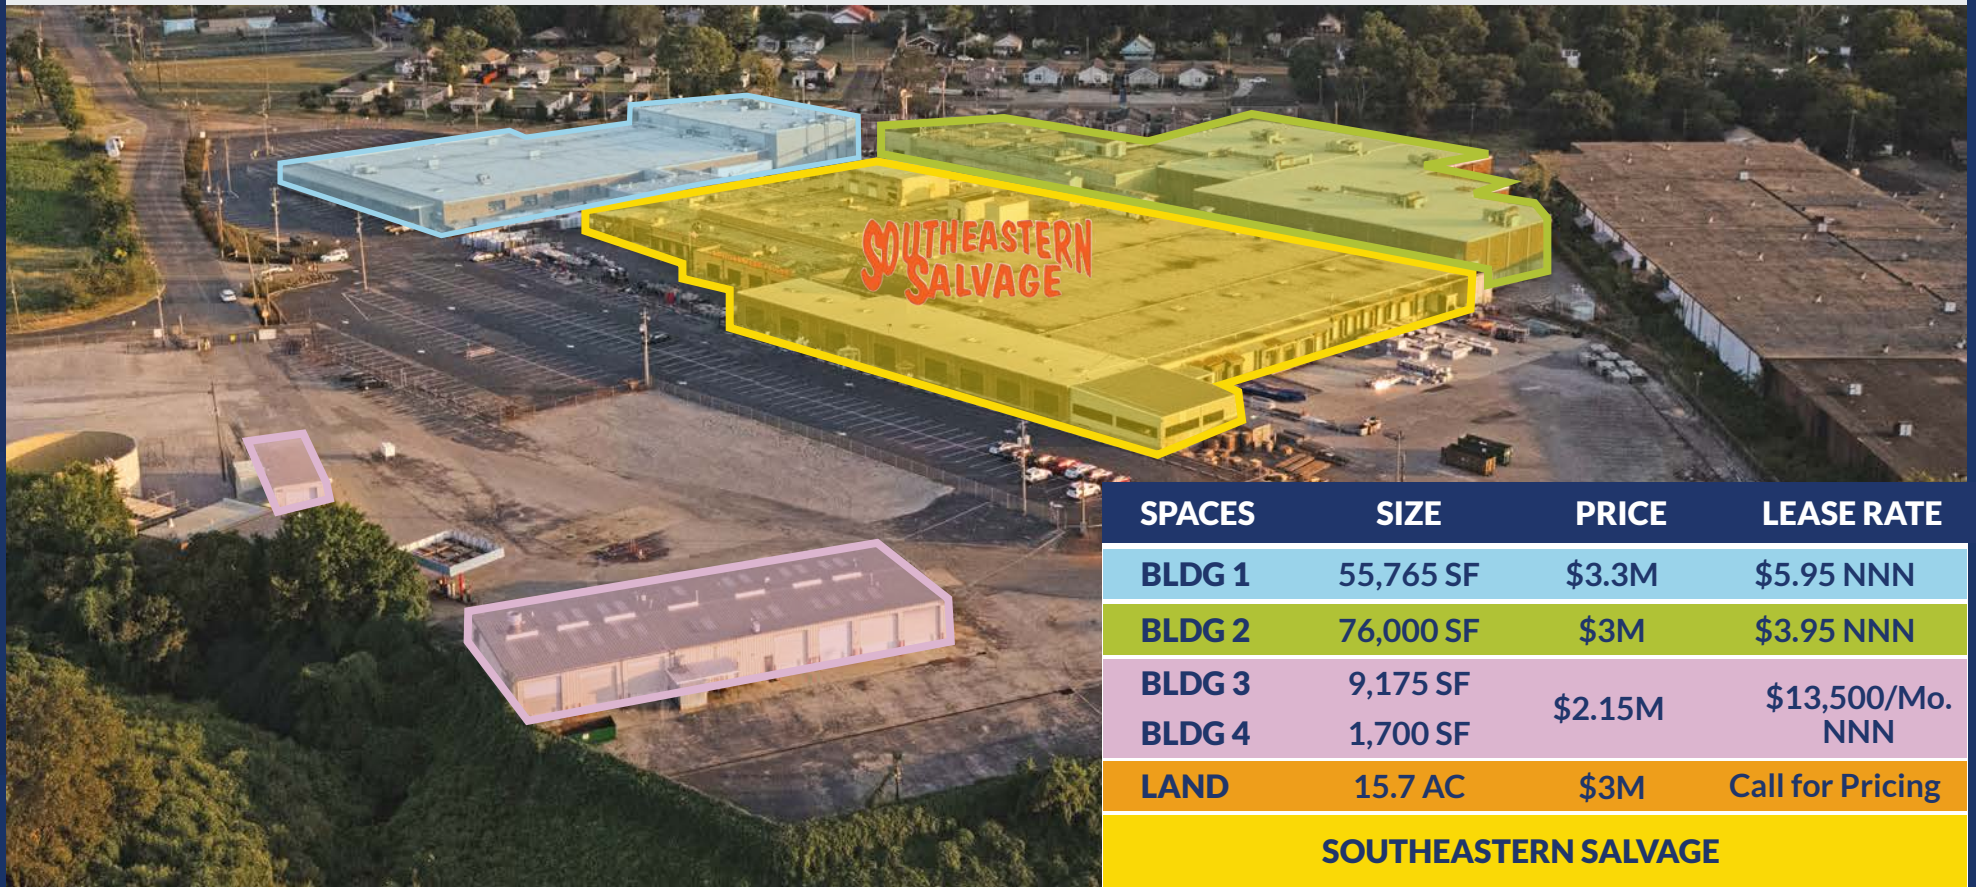 SOUTHEASTERN
SALVAGE
SPACES SIZE PRICE LEASE RATE
BLDG 1 55,765 SF $3.3M $5.95 NNN
BLDG 2 76,000 SF $3M $3.95 NNN
BLDG 3 9,175 SF $2.15M $13,500/Mo. NNN
BLDG 4 1,700 SF
LAND 15.7 AC $3M Call for Pricing
SOUTHEASTERN SALVAGE